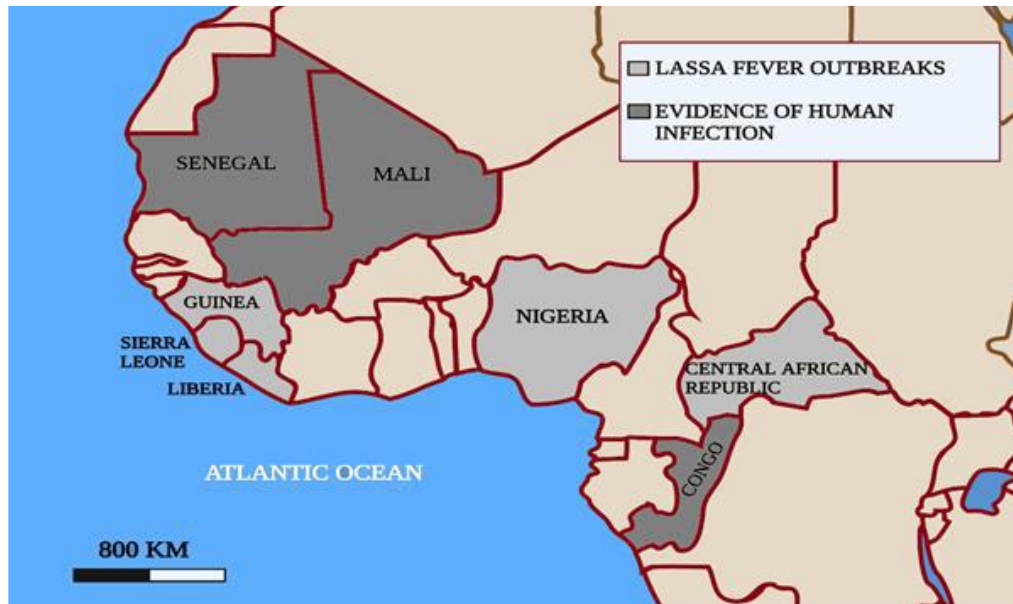 LASSA FEVER OUTBREAKS
EVIDENCE OF HUMAN
INFECTION
SENEGAL
MALI
GUINEA
NIGERIA
SIERRA
LEONE
LIBERIA
CENTRAL AFRICAN
REPUBLIC
CONGO
ATLANTIC OCEAN
800 KM